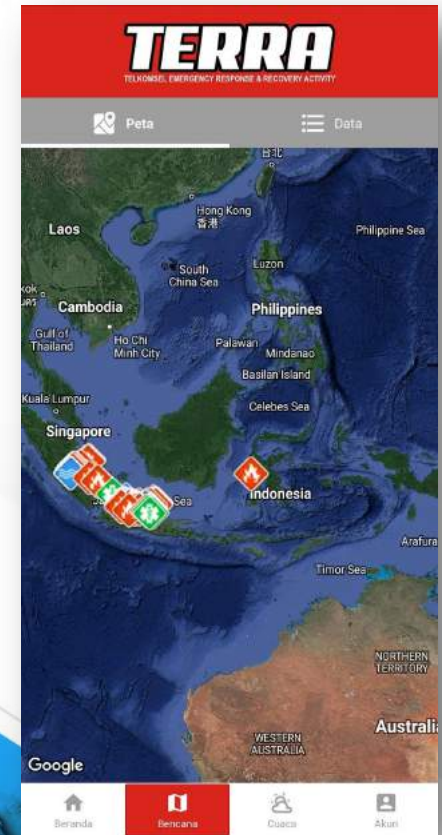 TERRA
TELKOMSEL EMERGENCY RESPONSE & RECOVERY ACTIVITY
Peta
Data
台北
Hong Kong
香港
Laos
Philippine Sea
South
China Sea
Luzon
Cambodia
Philippines
Gulf of
Thailand
Ho Chi
Minh City
Palawan
Mindanao
Basilan Island
Kuala Lumpur
Celebes Sea
Singapore
Sea
Indonesia
Arafura
Timor Sea
NORTHERN
TERRITORY
WESTERN
AUSTRALIA
Australi
Google
Beranda
Bencana
Cuaca
Akun